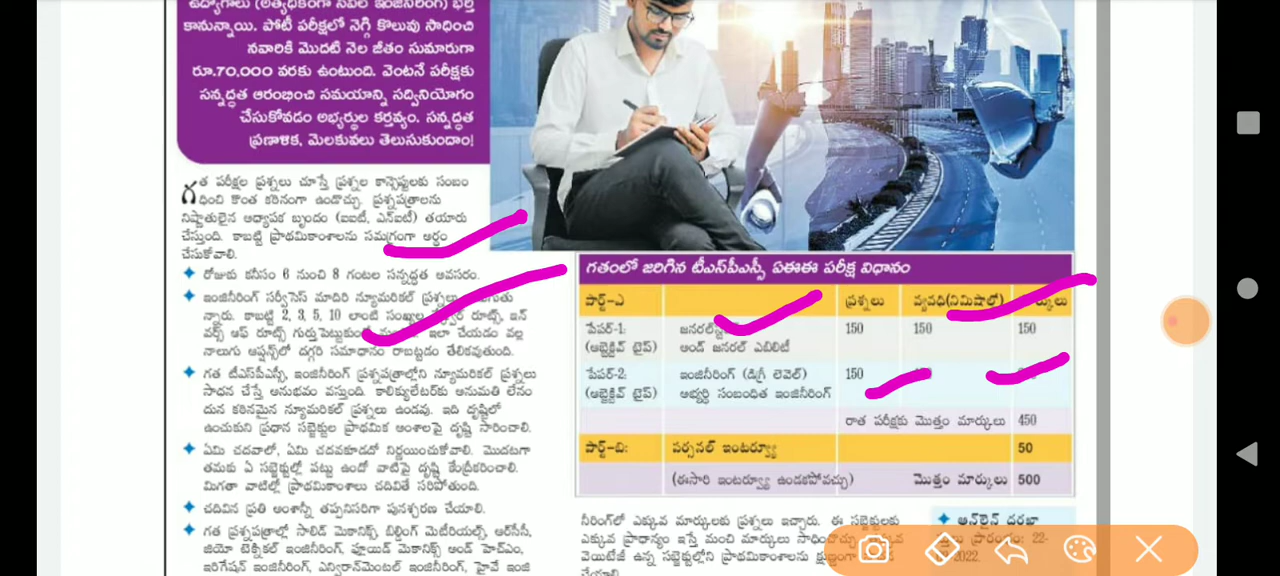 ఉద్యోగాలు (అత్యధికంగా సివిల్ ఇంజినీరింగ్) భర్తీ
కానున్నాయి. పోటీ పరీక్షలో నెగ్గి కొలువు సాధించి
నవారికి మొదటి నెల జీతం సుమారుగా
రూ.70,000 వరకు ఉంటుంది. వెంటనే పరీక్షకు
సన్నద్ధత ఆరంభించి సమయాన్ని సద్వినియోగం
చేసుకోవడం అభ్యర్థుల కర్తవ్యం. సన్నద్ధత
ప్రణాళిక, మెలకువలు తెలుసుకుందాం!
గత పరీక్షల ప్రశ్నలు చూస్తే ప్రశ్నల కాన్సెప్టులకు సంబం
ధించి కొంత కఠినంగా ఉండొచ్చు. ప్రశ్నపత్రాలను
నిష్ణాతులైన అధ్యాపక బృందం (ఐఐటీ, ఎన్ఐటీ) తయారు
చేస్తుంది. కాబట్టి ప్రాథమికాంశాలను సమగ్రంగా అర్థం
చేసుకోవాలి.
రోజుకు కనీసం 6 నుంచి 8 గంటల సన్నద్ధత అవసరం.
ఇంజినీరింగ్ సర్వీసెస్ మాదిరి న్యూమరికల్ ప్రశ్నలు
న్నారు. కాబట్టి 2, 3, 5, 10 లాంటి సంఖ్యల రూట్స్, ఇన్
వర్స్ ఆఫ్ రూట్స్ గుర్తుపెట్టుకుంటే ఇలా చేయడం వల్ల
నాలుగు ఆప్షన్స్‌లో దగ్గరి సమాధానం రాబట్టడం తేలికవుతుంది.
గత టీఎస్‌పీఎస్సీ, ఇంజినీరింగ్ ప్రశ్నపత్రాల్లోని న్యూమరికల్ ప్రశ్నలు
సాధన చేస్తే అనుభవం వస్తుంది. కాలిక్యులేటర్‌కు అనుమతి లేనం
దున కఠినమైన న్యూమరికల్ ప్రశ్నలు ఉండవు. ఇది దృష్టిలో
ఉంచుకుని ప్రధాన సబ్జెక్టుల ప్రాథమిక అంశాలపై దృష్టి సారించాలి.
ఏమి చదవాలో, ఏమి చదవకూడదో నిర్ణయించుకోవాలి. మొదటగా
తమకు ఏ సబ్జెక్టుల్లో పట్టు ఉందో వాటిపై దృష్టి కేంద్రీకరించాలి.
మిగతా వాటిల్లో ప్రాథమికాంశాలు చదివితే సరిపోతుంది.
చదివిన ప్రతి అంశాన్నీ తప్పనిసరిగా పునశ్చరణ చేయాలి.
గత ప్రశ్నపత్రాల్లో సాలిడ్ మెకానిక్స్, బిల్డింగ్ మెటీరియల్స్, ఆర్‌సీసీ,
జియో టెక్నికల్ ఇంజినీరింగ్, ఫ్లూయిడ్ మెకానిక్స్ అండ్ హెచ్ఎం,
ఇరిగేషన్ ఇంజినీరింగ్, ఎన్విరాన్‌మెంటల్ ఇంజినీరింగ్, హైవే ఇంజి
గతంలో జరిగిన టీఎస్‌పీఎస్సీ ఏఈఈ పరీక్ష విధానం
పార్ట్-ఎ ప్రశ్నలు వ్యవధి(నిమిషాల్లో)
పేపర్-1: 150 150 150
(ఆబ్జెక్టివ్ టైప్) అండ్ జనరల్ ఎబిలిటీ
పేపర్-2: ఇంజినీరింగ్ (డిగ్రీ లెవెల్) 150
(ఆబ్జెక్టివ్ టైప్) అభ్యర్థి సంబంధిత ఇంజినీరింగ్
రాత పరీక్షకు మొత్తం మార్కులు 450
పార్ట్-బి: పర్సనల్ ఇంటర్వ్యూ 50
(ఈసారి ఇంటర్వ్యూ ఉండకపోవచ్చు) మొత్తం మార్కులు 500
నీరింగ్‌లో ఎక్కువ మార్కులకు ప్రశ్నలు ఇచ్చారు. ఈ సబ్జెక్టులకు
ఎక్కువ ప్రాధాన్యం ఇస్తే మంచి మార్కులు
వెయిటేజీ ఉన్న సబ్జెక్టుల్లోని ప్రాథమికాంశాలను
చేయాలి
ఆన్‌లైన్ దరఖా
22-
2022.